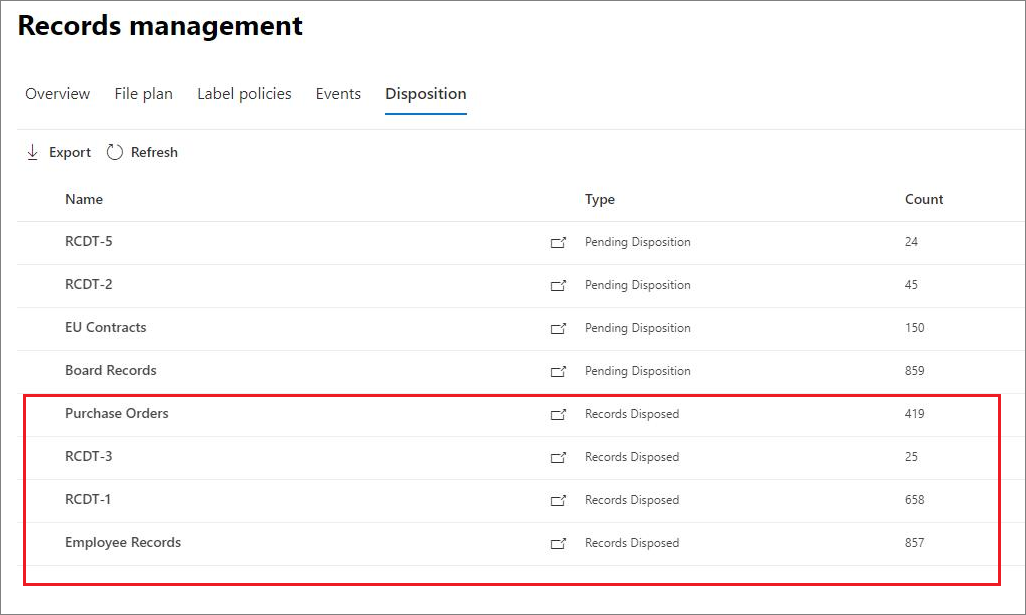 Records management
Overview File plan Label policies Events Disposition
Export Refresh
Name Type Count
RCDT-5 Pending Disposition 24
RCDT-2 Pending Disposition 45
EU Contracts Pending Disposition 150
Board Records Pending Disposition 859
Purchase Orders Records Disposed 419
RCDT-3 Records Disposed 25
RCDT-1 Records Disposed 658
Employee Records Records Disposed 857